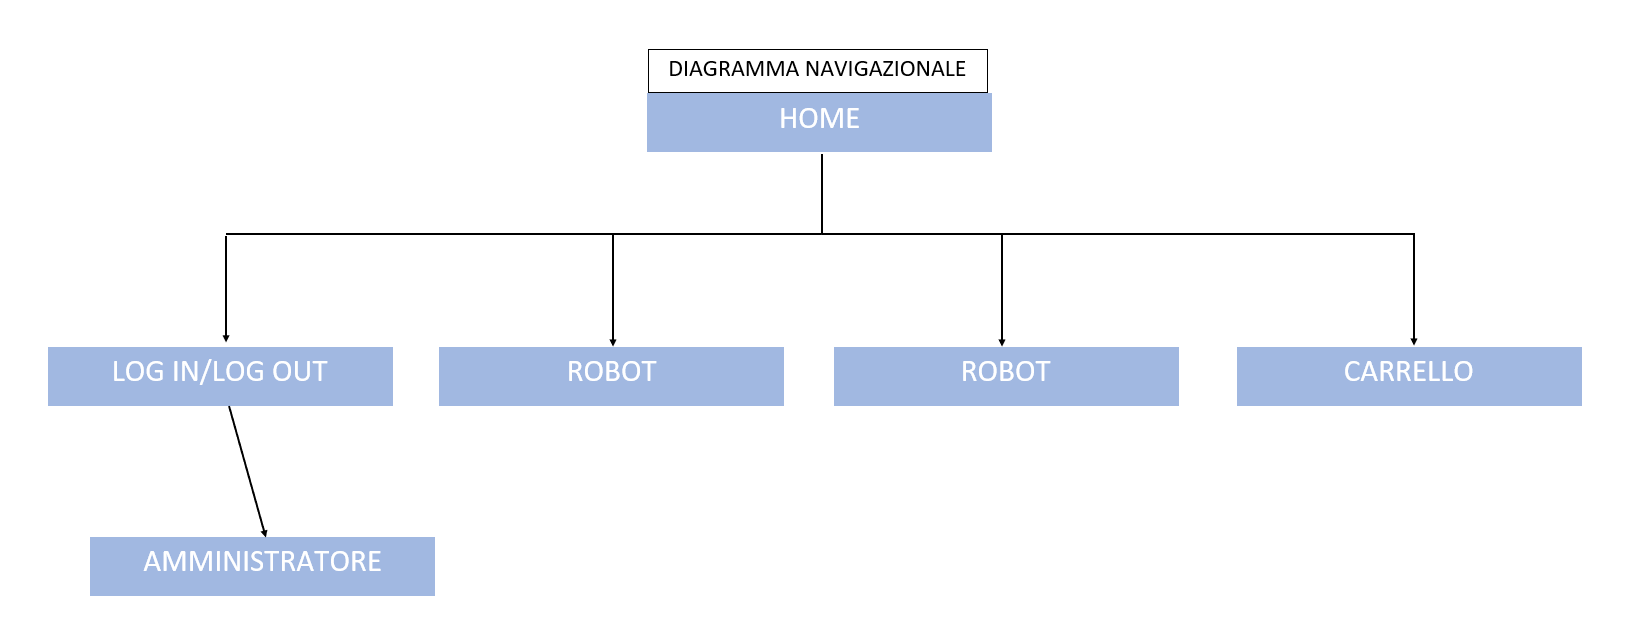 DIAGRAMMA NAVIGAZIONALE
HOME
LOG IN/LOG OUT
ROBOT
ROBOT
CARRELLO
AMMINISTRATORE